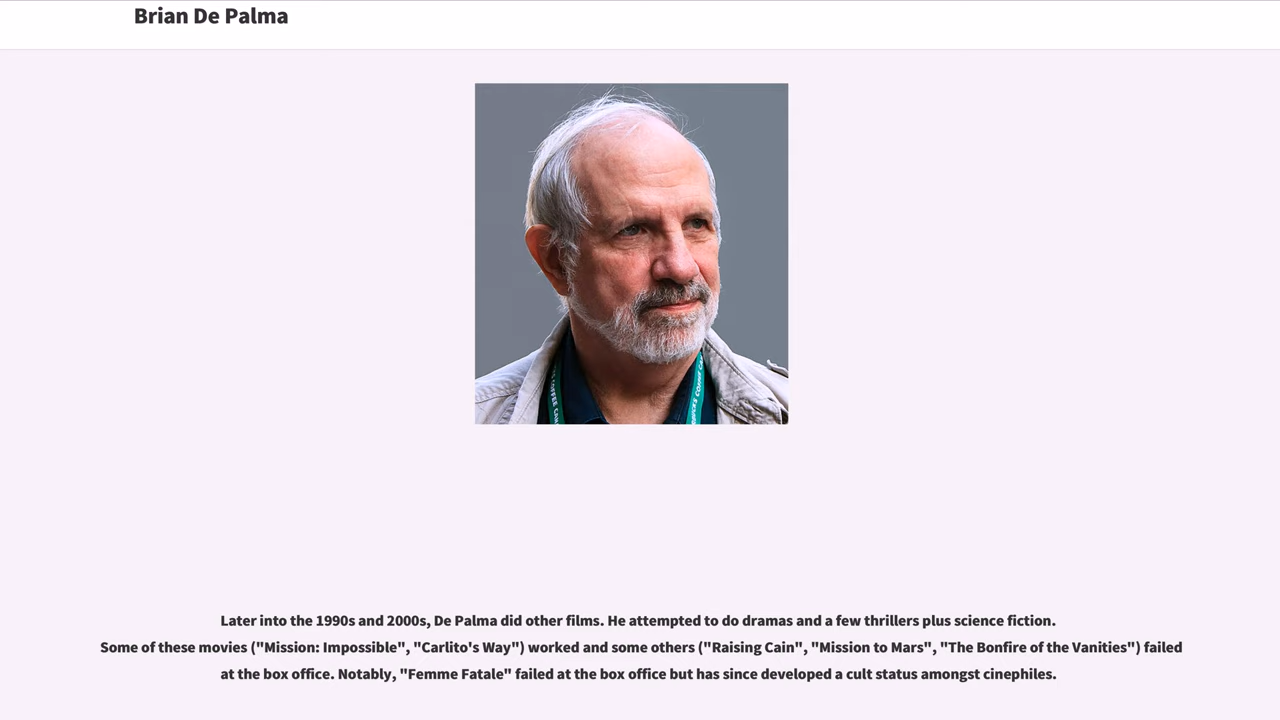 Brian De Palma
Later into the 1990s and 2000s, De Palma did other films. He attempted to do dramas and a few thrillers plus science fiction.
Some of these movies ("Mission: Impossible", "Carlito's Way") worked and some others ("Raising Cain", "Mission to Mars", "The Bonfire of the Vanities") failed
at the box office. Notably, "Femme Fatale" failed at the box office but has since developed a cult status amongst cinephiles.